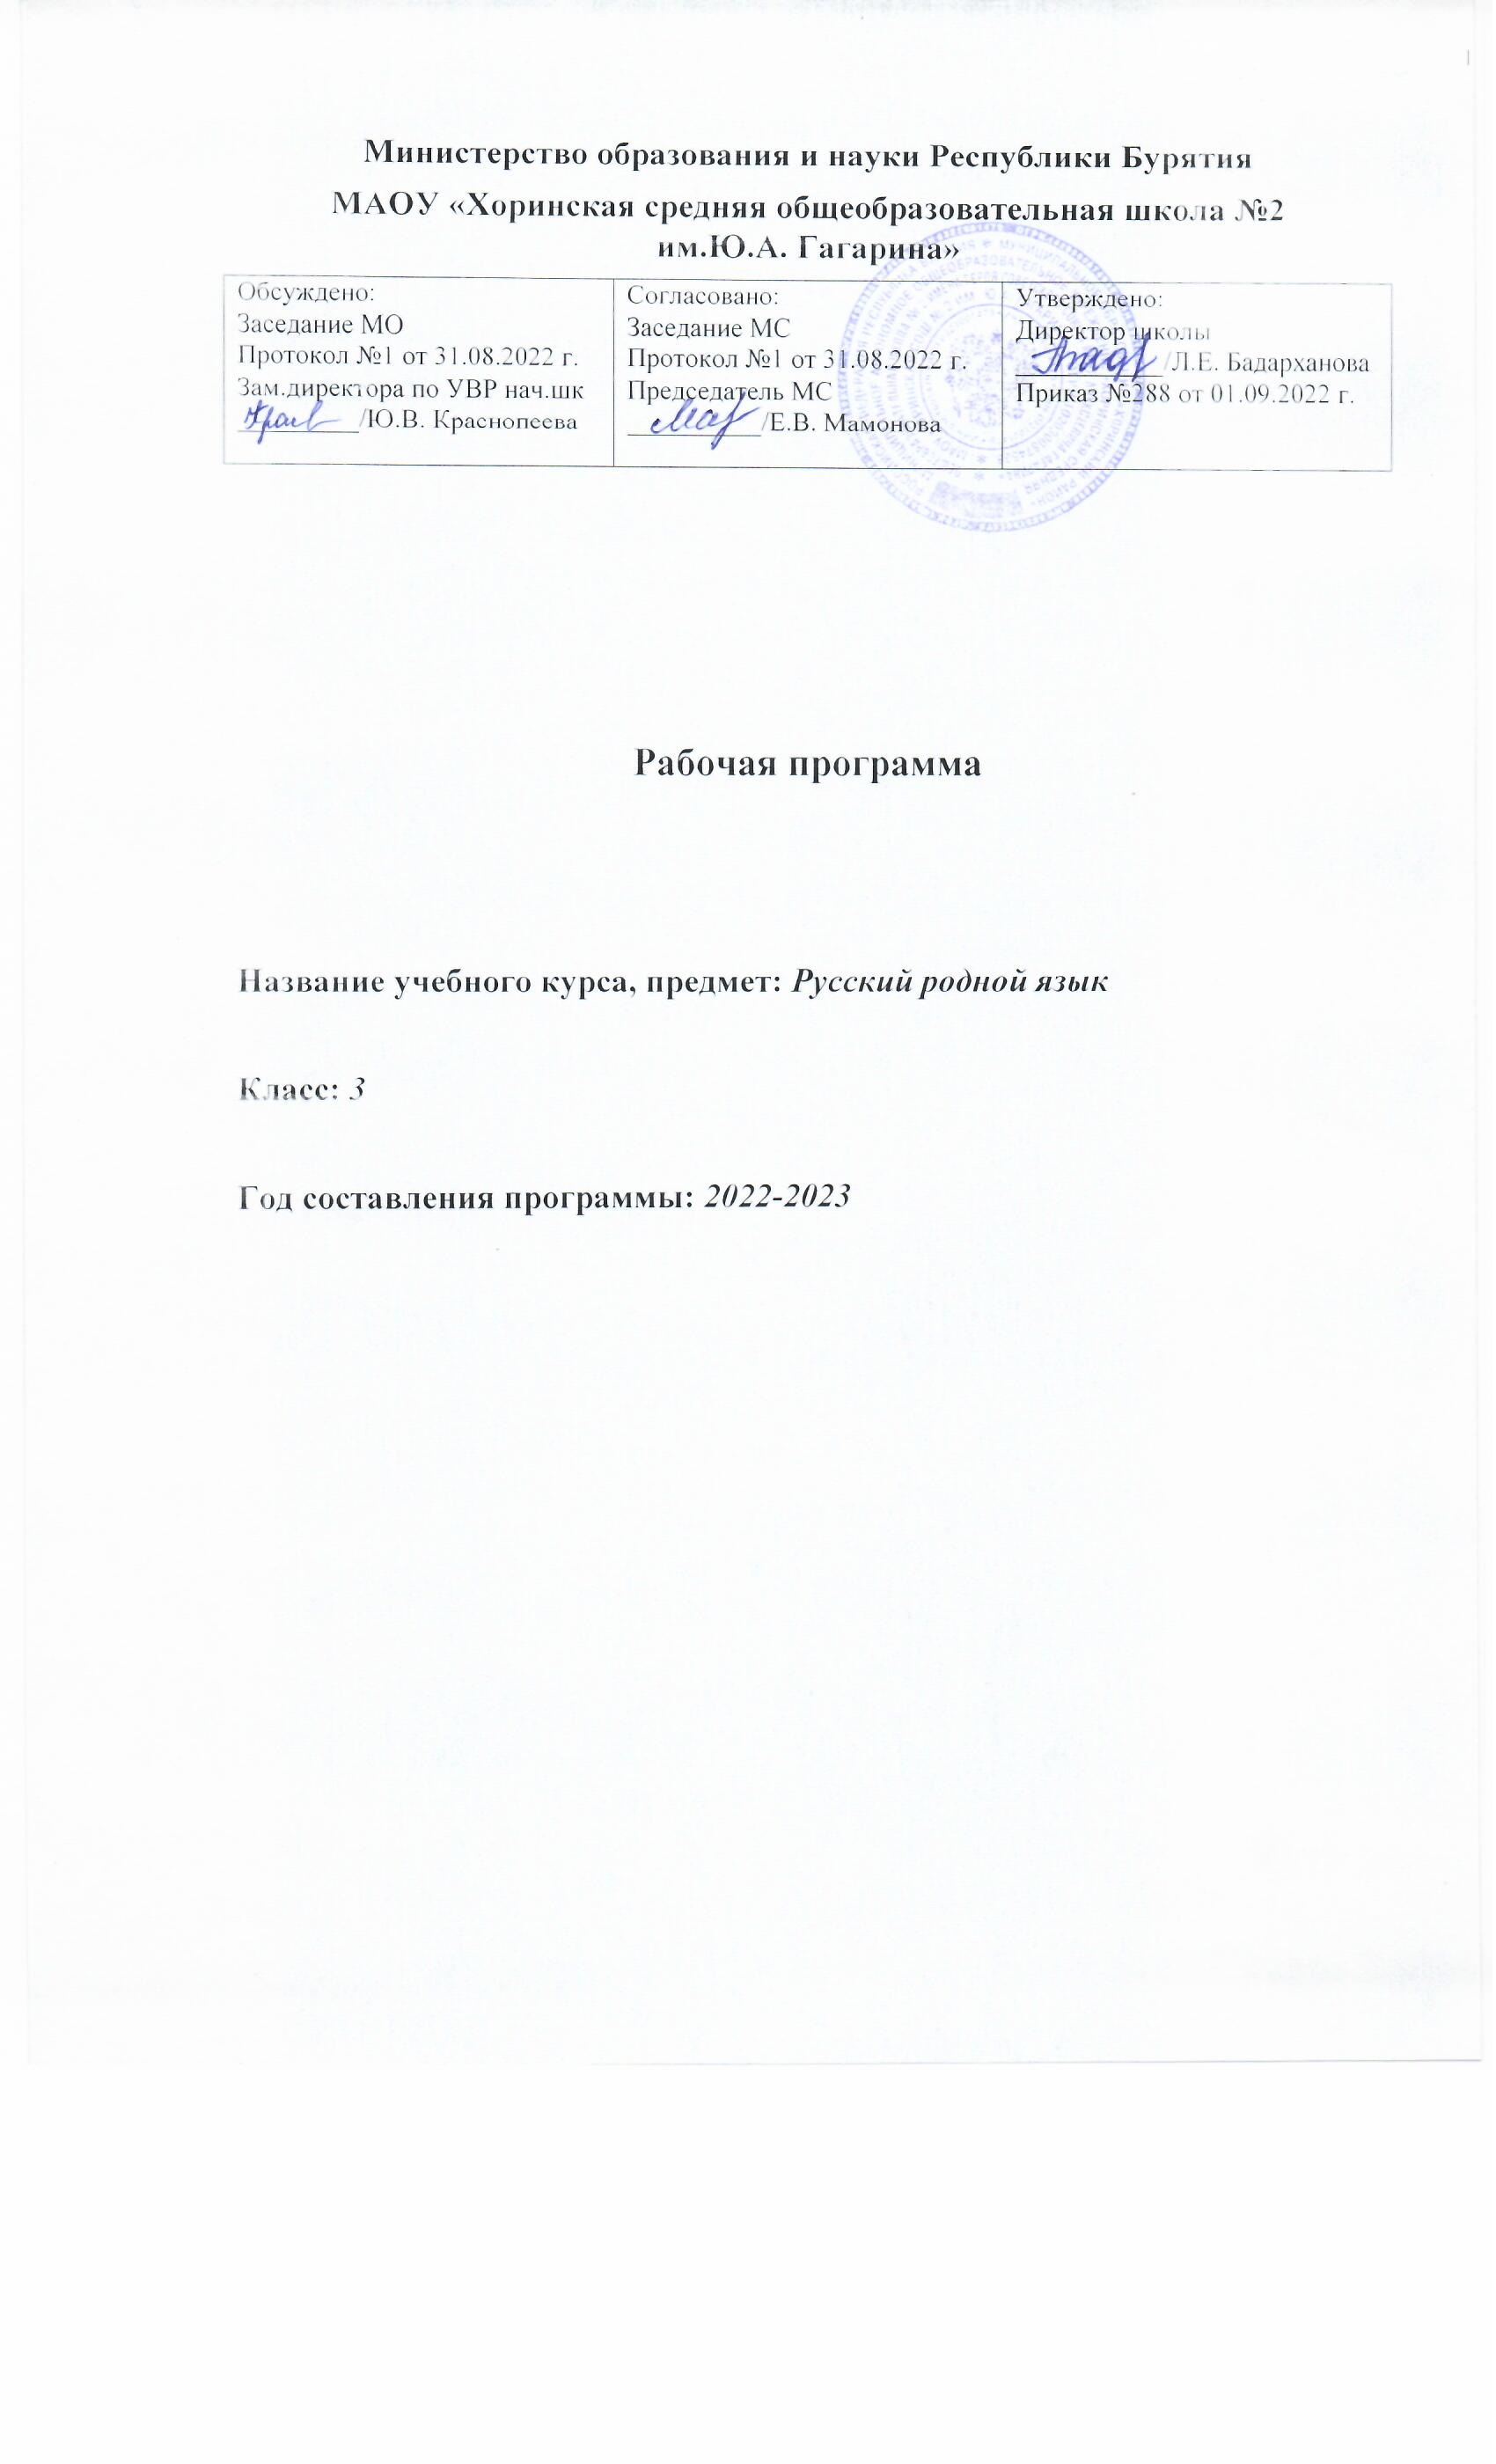 Министерство образования и науки Республики Бурятия
МАОУ «Хоринская средняя общеобразовательная школа №2
им.Ю.А. Гагарина»
Обсуждено:
Заседание МО
Протокол №1 от 31.08.2022 г.
Зам.директора по УВР нач.шк
/Ю.В. Краснопеева
Согласовано:
Заседание МС
Протокол №1 от 31.08.2022 г.
Председатель МС
/Е.В. Мамонова
Утверждено:
Директор школы
/Л.Е. Бадарханова
Приказ №288 от 01.09.2022 г.
Рабочая программа
Название учебного курса, предмет: Русский родной язык
Класс: 3
Год составления программы: 2022-2023